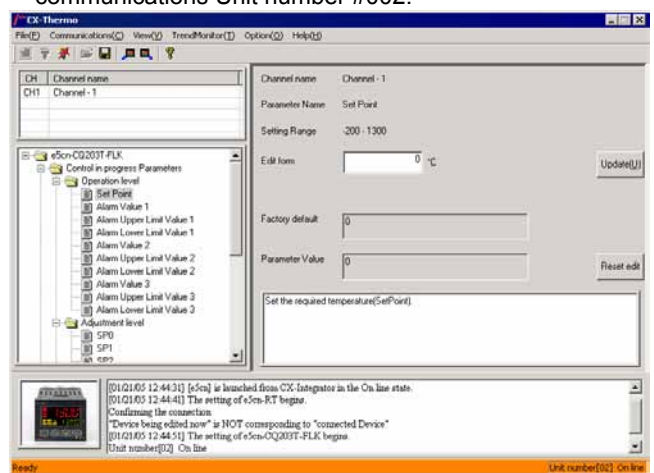 communications Unit number #002.
CX-Thermo
File(F) Communications(C) View(V) TrendMonitor(T) Option(O) Help(H)
CH Channel name
CH1 Channel - 1
e5cn-CQ203T-FLK
Control in progress Parameters
Operation level
Set Point
Alarm Value 1
Alarm Upper Limit Value 1
Alarm Lower Limit Value 1
Alarm Value 2
Alarm Upper Limit Value 2
Alarm Lower Limit Value 2
Alarm Value 3
Alarm Upper Limit Value 3
Alarm Lower Limit Value 3
Adjustment level
SP0
SP1
SP2
Channel name Channel - 1
Parameter Name Set Point
Setting Range -200 - 1300
Edit form 0 °C
Update(U)
Factory default 0
Parameter Value 0
Reset edit
Set the required temperature(SetPoint).
[01/21/05 12:44:31] [e5cn] is launched from CX-Integrator in the On line state.
[01/21/05 12:44:41] The setting of e5cn-RT begins.
Confirming the connection
"Device being edited now" is NOT corresponding to "connected Device"
[01/21/05 12:44:51] The setting of e5cn-CQ203T-FLK begins.
Unit number[02] On line
Ready
Unit number[02] On line